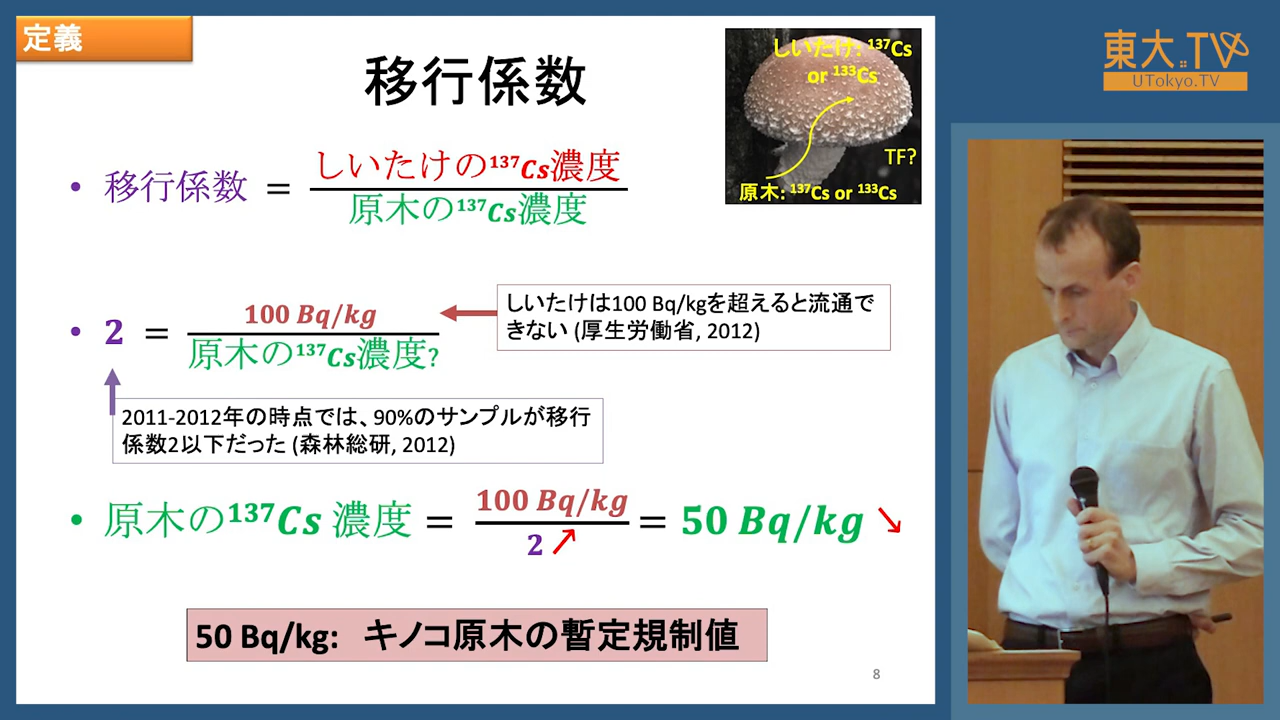 定義
移行係数
しいたけ: ¹³⁷Cs
or ¹³³Cs
TF?
原木: ¹³⁷Cs or ¹³³Cs
東大.TV
UTokyo.TV
• 移行係数 = しいたけの¹³⁷Cs濃度
原木の¹³⁷Cs濃度
• 2 = 100 Bq/kg
原木の¹³⁷Cs濃度?
しいたけは100 Bq/kgを超えると流通で
きない (厚生労働省, 2012)
2011-2012年の時点では、90%のサンプルが移行
係数2以下だった (森林総研, 2012)
• 原木の¹³⁷Cs 濃度 = 100 Bq/kg = 50 Bq/kg ↘
2 ↗
50 Bq/kg: キノコ原木の暫定規制値
8